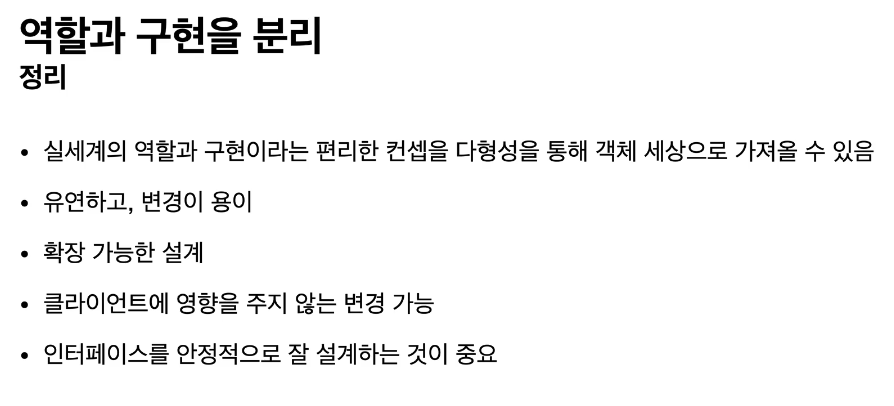 역할과 구현을 분리
정리
• 실세계의 역할과 구현이라는 편리한 컨셉을 다형성을 통해 객체 세상으로 가져올 수 있음
• 유연하고, 변경이 용이
• 확장 가능한 설계
• 클라이언트에 영향을 주지 않는 변경 가능
• 인터페이스를 안정적으로 잘 설계하는 것이 중요